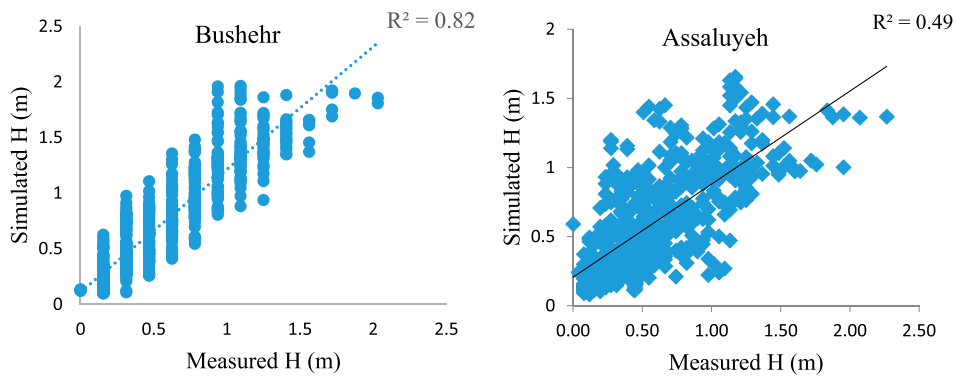 Bushehr
R² = 0.82
2.5
2
1.5
1
0.5
0
0
0.5
1
1.5
2
2.5
Simulated H (m)
Measured H (m)
Assaluyeh
R² = 0.49
2
1.5
1
0.5
0
0.00
0.50
1.00
1.50
2.00
2.50
Simulated H (m)
Measured H (m)